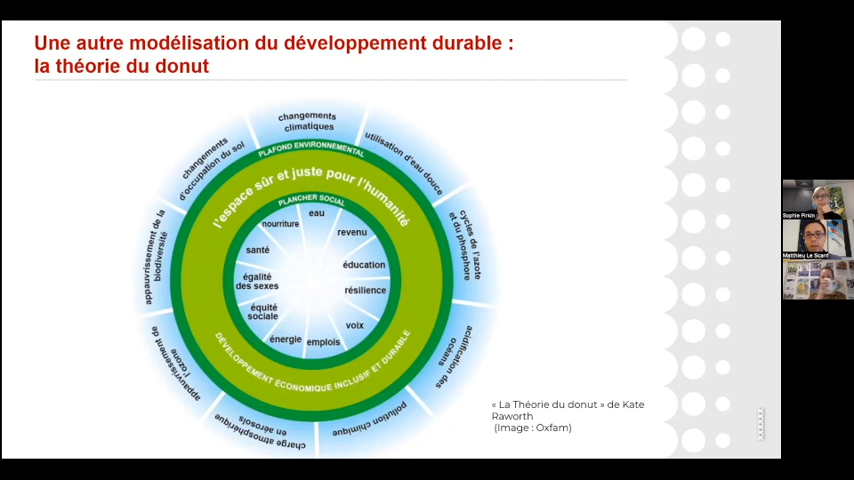 Une autre modélisation du développement durable :
la théorie du donut
changements
climatiques
utilisation d'eau douce
cycles de l'azote
et du phosphore
acidification des
océans
pollution chimique
charge atmosphérique
en aérosols
appauvrissement de
l'ozone
appauvrissement de la
biodiversité
changements
d'occupation du sol
PLAFOND ENVIRONNEMENTAL
l'espace sûr et juste pour l'humanité
PLANCHER SOCIAL
eau
revenu
éducation
résilience
voix
emplois
énergie
équité
sociale
égalité
des sexes
santé
nourriture
DÉVELOPPEMENT ÉCONOMIQUE INCLUSIF ET DURABLE
« La Théorie du donut » de Kate
Raworth
(Image : Oxfam)
Sophie Pirkin
Matthieu Le Scanf